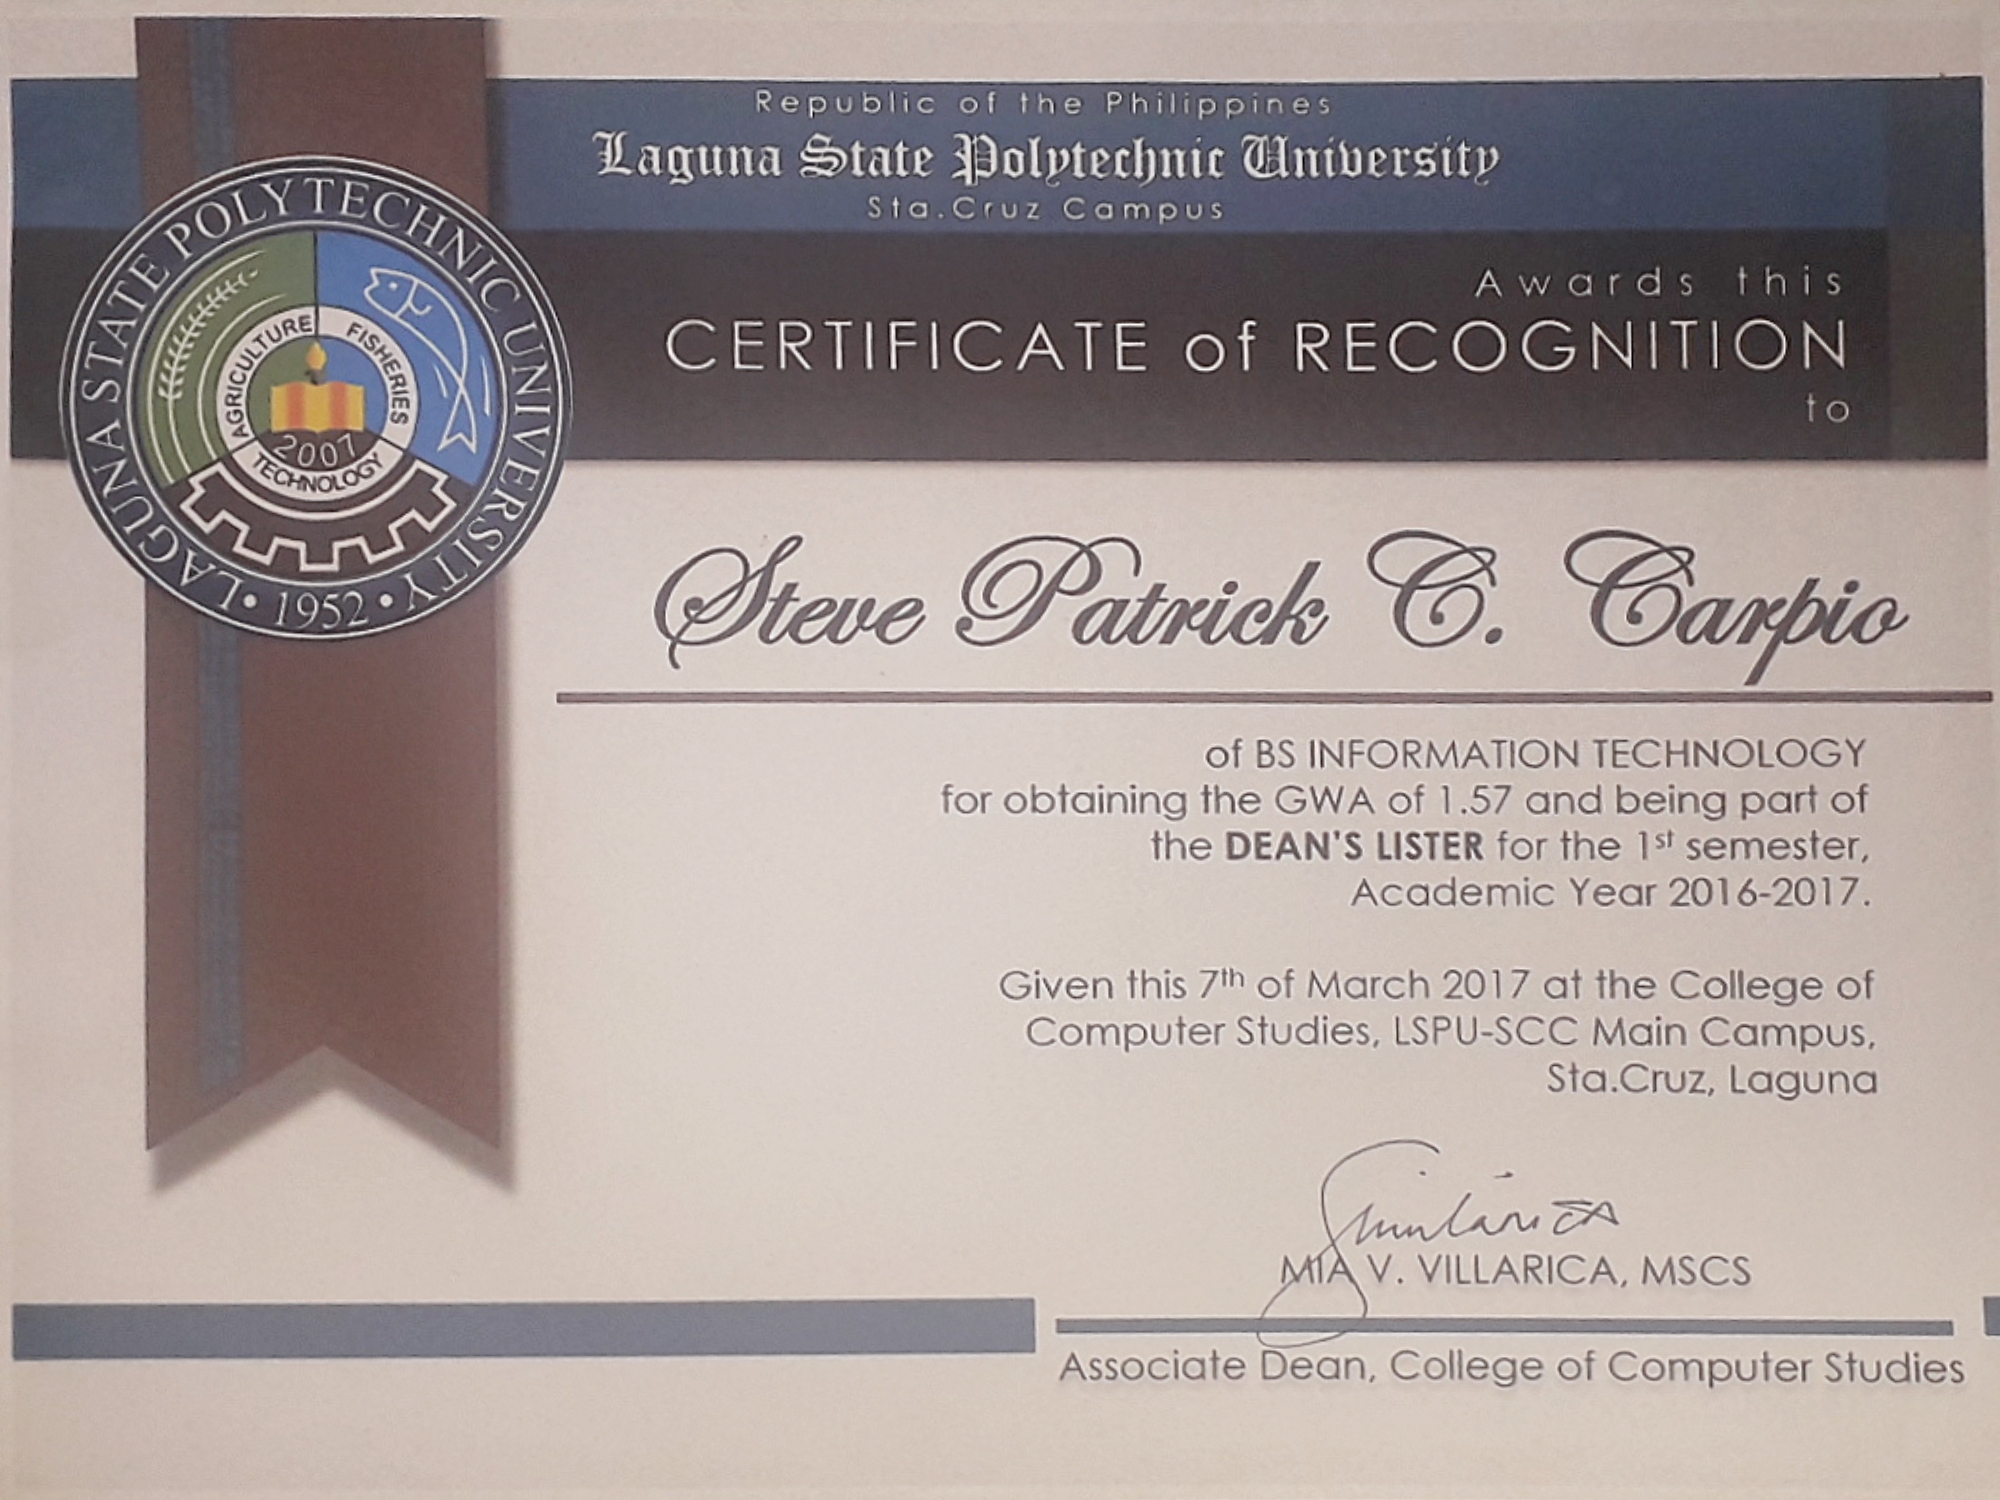 Republic of the Philippines
Laguna State Polytechnic University
Sta.Cruz Campus
LAGUNA STATE POLYTECHNIC UNIVERSITY
• 1952 •
AGRICULTURE
FISHERIES
2007
TECHNOLOGY
Awards this
CERTIFICATE of RECOGNITION
to
Steve Patrick C. Carpio
of BS INFORMATION TECHNOLOGY
for obtaining the GWA of 1.57 and being part of
the DEAN'S LISTER for the 1st semester,
Academic Year 2016-2017.
Given this 7th of March 2017 at the College of
Computer Studies, LSPU-SCC Main Campus,
Sta.Cruz, Laguna
MIA V. VILLARICA, MSCS
Associate Dean, College of Computer Studies